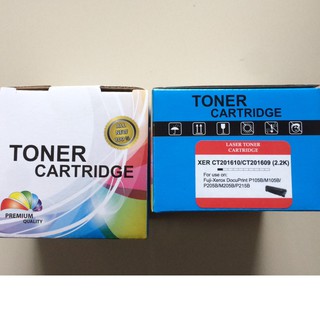 TONER
CARTRIDGE
PREMIUM
QUALITY
TONER
CARTRIDGE
LASER TONER
CARTRIDGE
XER CT201610/CT201609 (2.2K)
For use on:
Fuji-Xerox DocuPrint P105B/M105B/
P205B/M205B/P215B